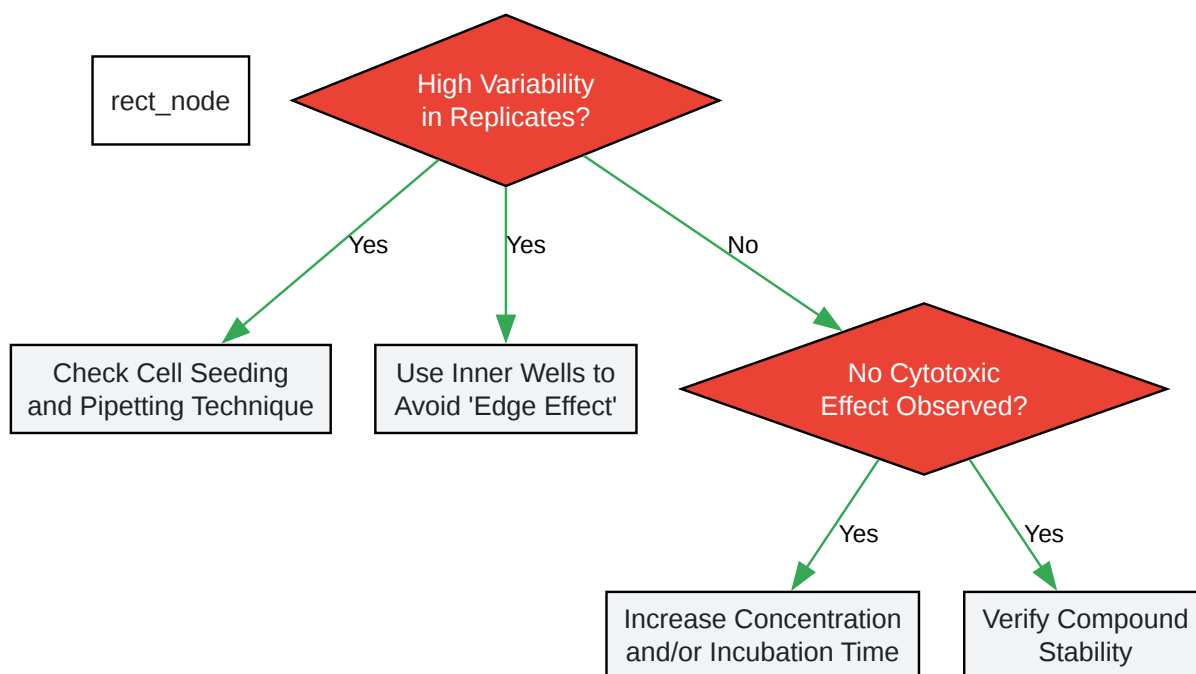 rect_node
High Variability
in Replicates?
Yes
Yes
No
Check Cell Seeding
and Pipetting Technique
Use Inner Wells to
Avoid 'Edge Effect'
No Cytotoxic
Effect Observed?
Yes
Yes
Increase Concentration
and/or Incubation Time
Verify Compound
Stability